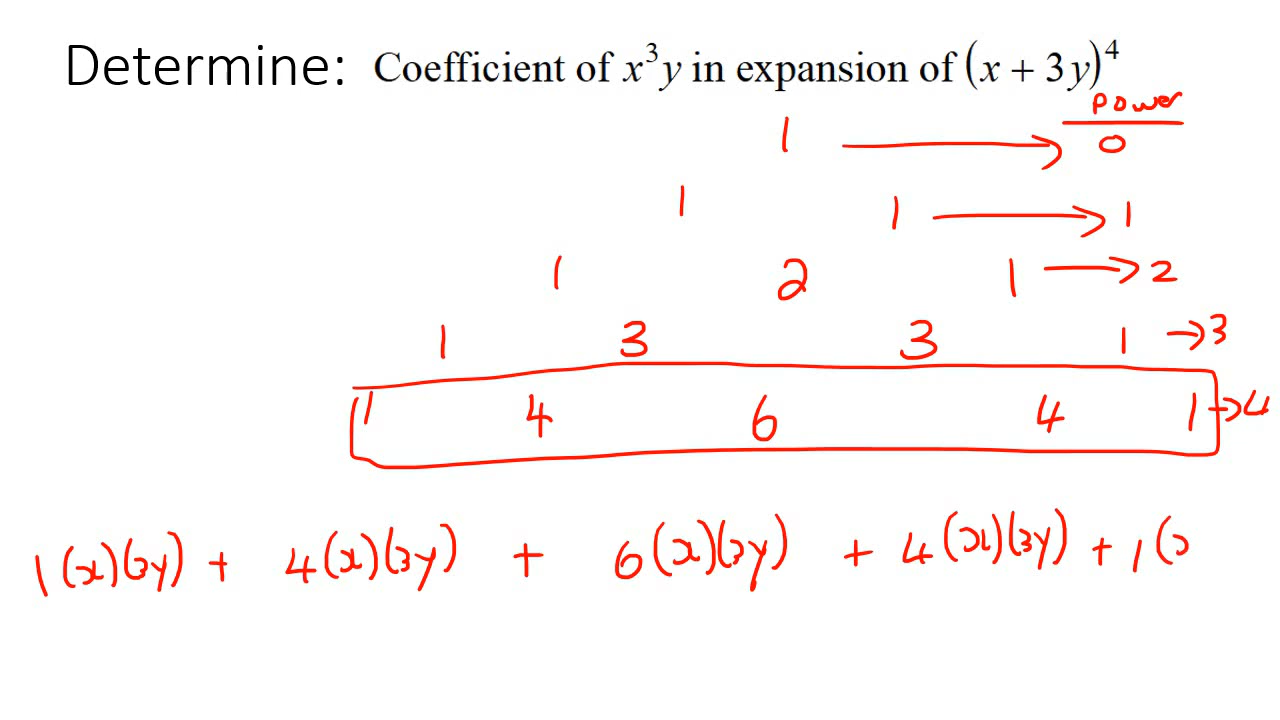 Determine: Coefficient of x³y in expansion of (x + 3y)⁴
power
1 → 0
1 1 → 1
1 2 1 → 2
1 3 3 1 → 3
1 4 6 4 1 → 4
1(x)(3y) + 4(x)(3y) + 6(x)(3y) + 4(x)(3y) + 1(